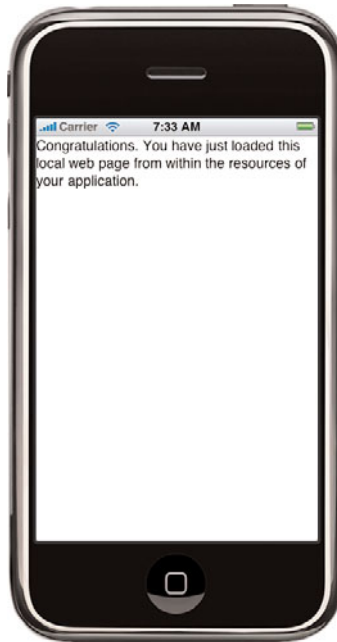 Carrier 7:33 AM
Congratulations. You have just loaded this
local web page from within the resources of
your application.